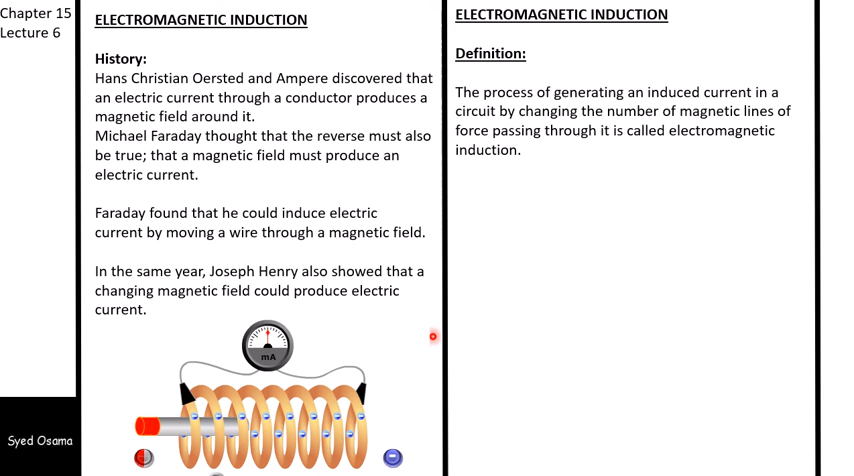 Chapter 15
Lecture 6
ELECTROMAGNETIC INDUCTION
History:
Hans Christian Oersted and Ampere discovered that
an electric current through a conductor produces a
magnetic field around it.
Michael Faraday thought that the reverse must also
be true; that a magnetic field must produce an
electric current.
Faraday found that he could induce electric
current by moving a wire through a magnetic field.
In the same year, Joseph Henry also showed that a
changing magnetic field could produce electric
current.
mA
ELECTROMAGNETIC INDUCTION
Definition:
The process of generating an induced current in a
circuit by changing the number of magnetic lines of
force passing through it is called electromagnetic
induction.
Syed Osama